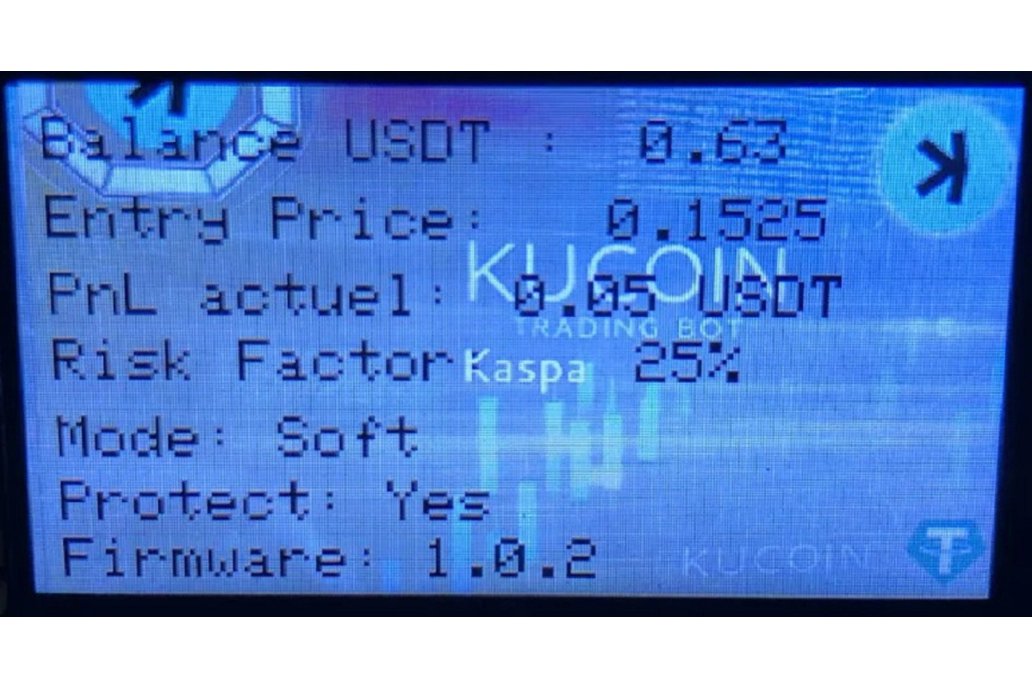 Balance USDT : 0.63
Entry Price: 0.1525
KUCOIN
PnL actuel: 0.05 USDT
TRADING BOT
Risk Factor 25%
Kaspa
Mode: Soft
Protect: Yes
Firmware: 1.0.2
KUCOIN